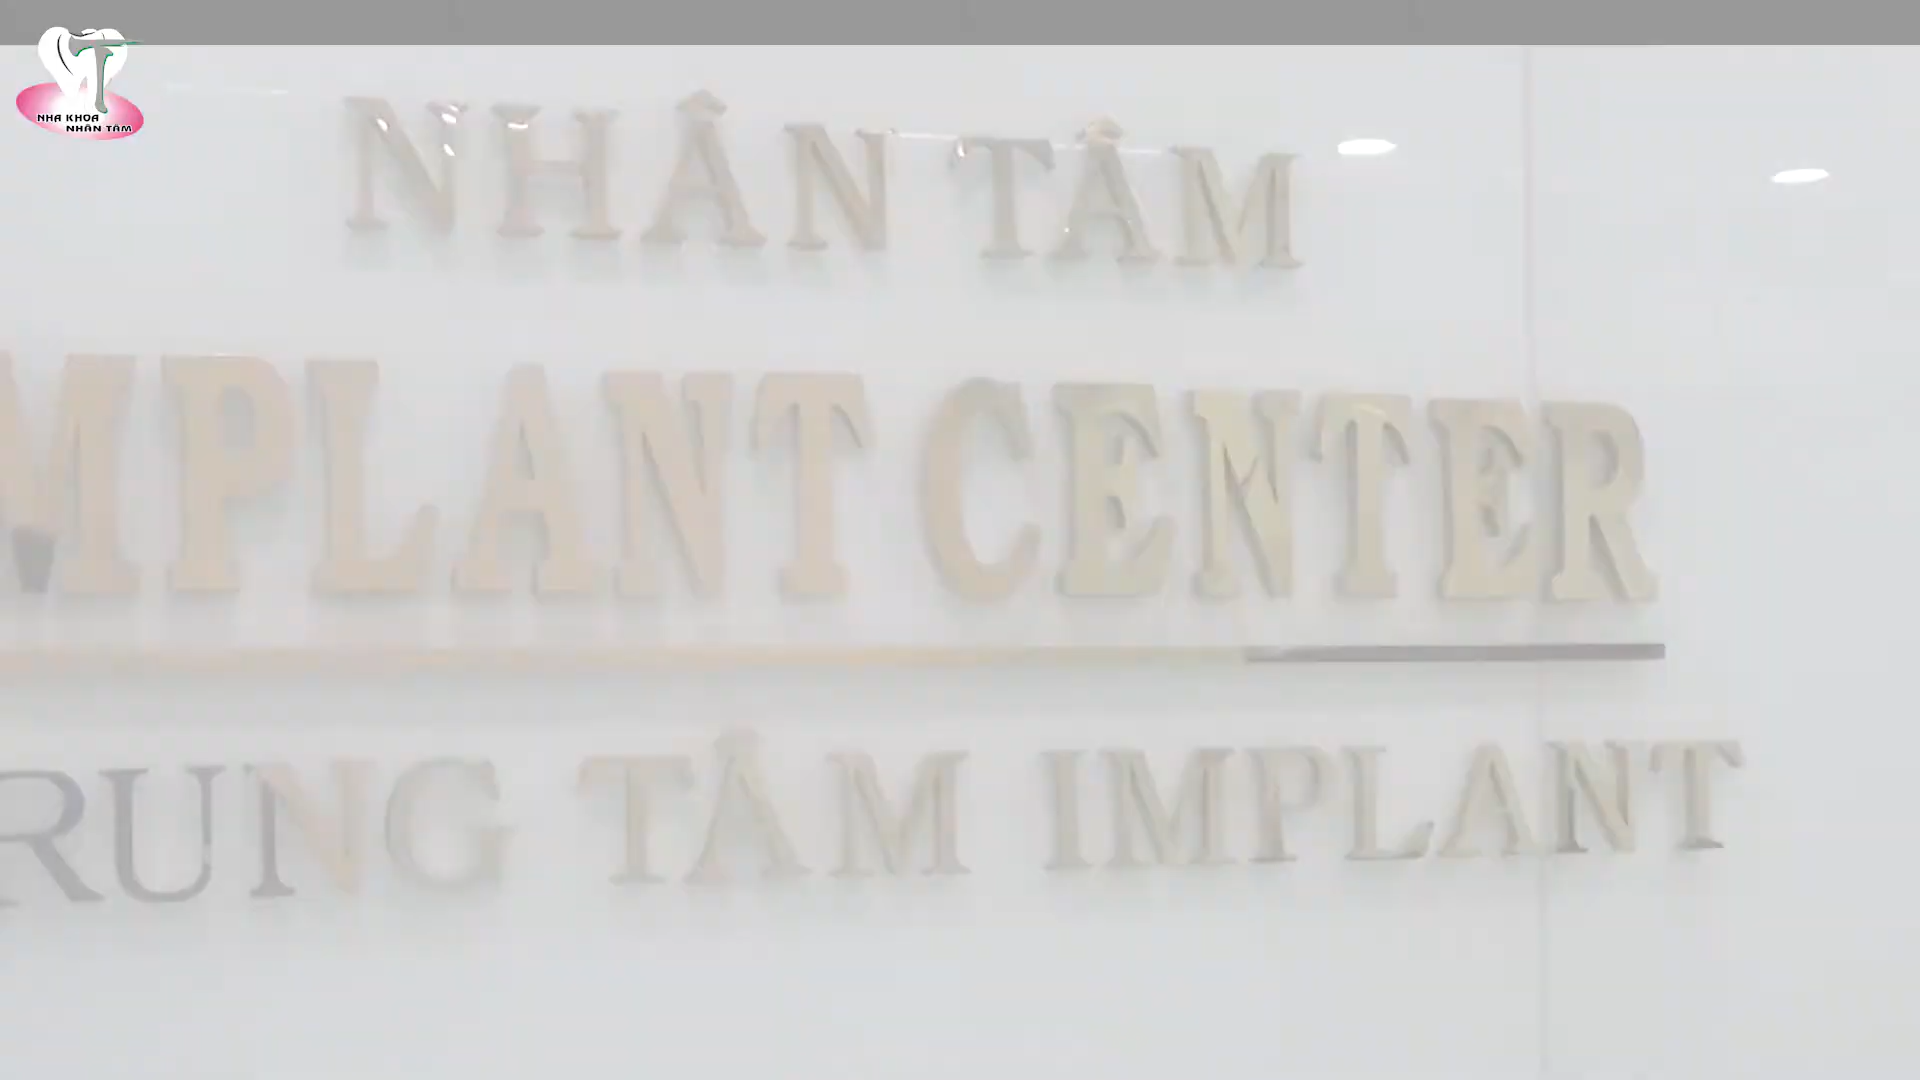 NHA KHOA
NHÂN TÂM
NHÂN TÂM
MPLANT CENTER
RUNG TÂM IMPLANT